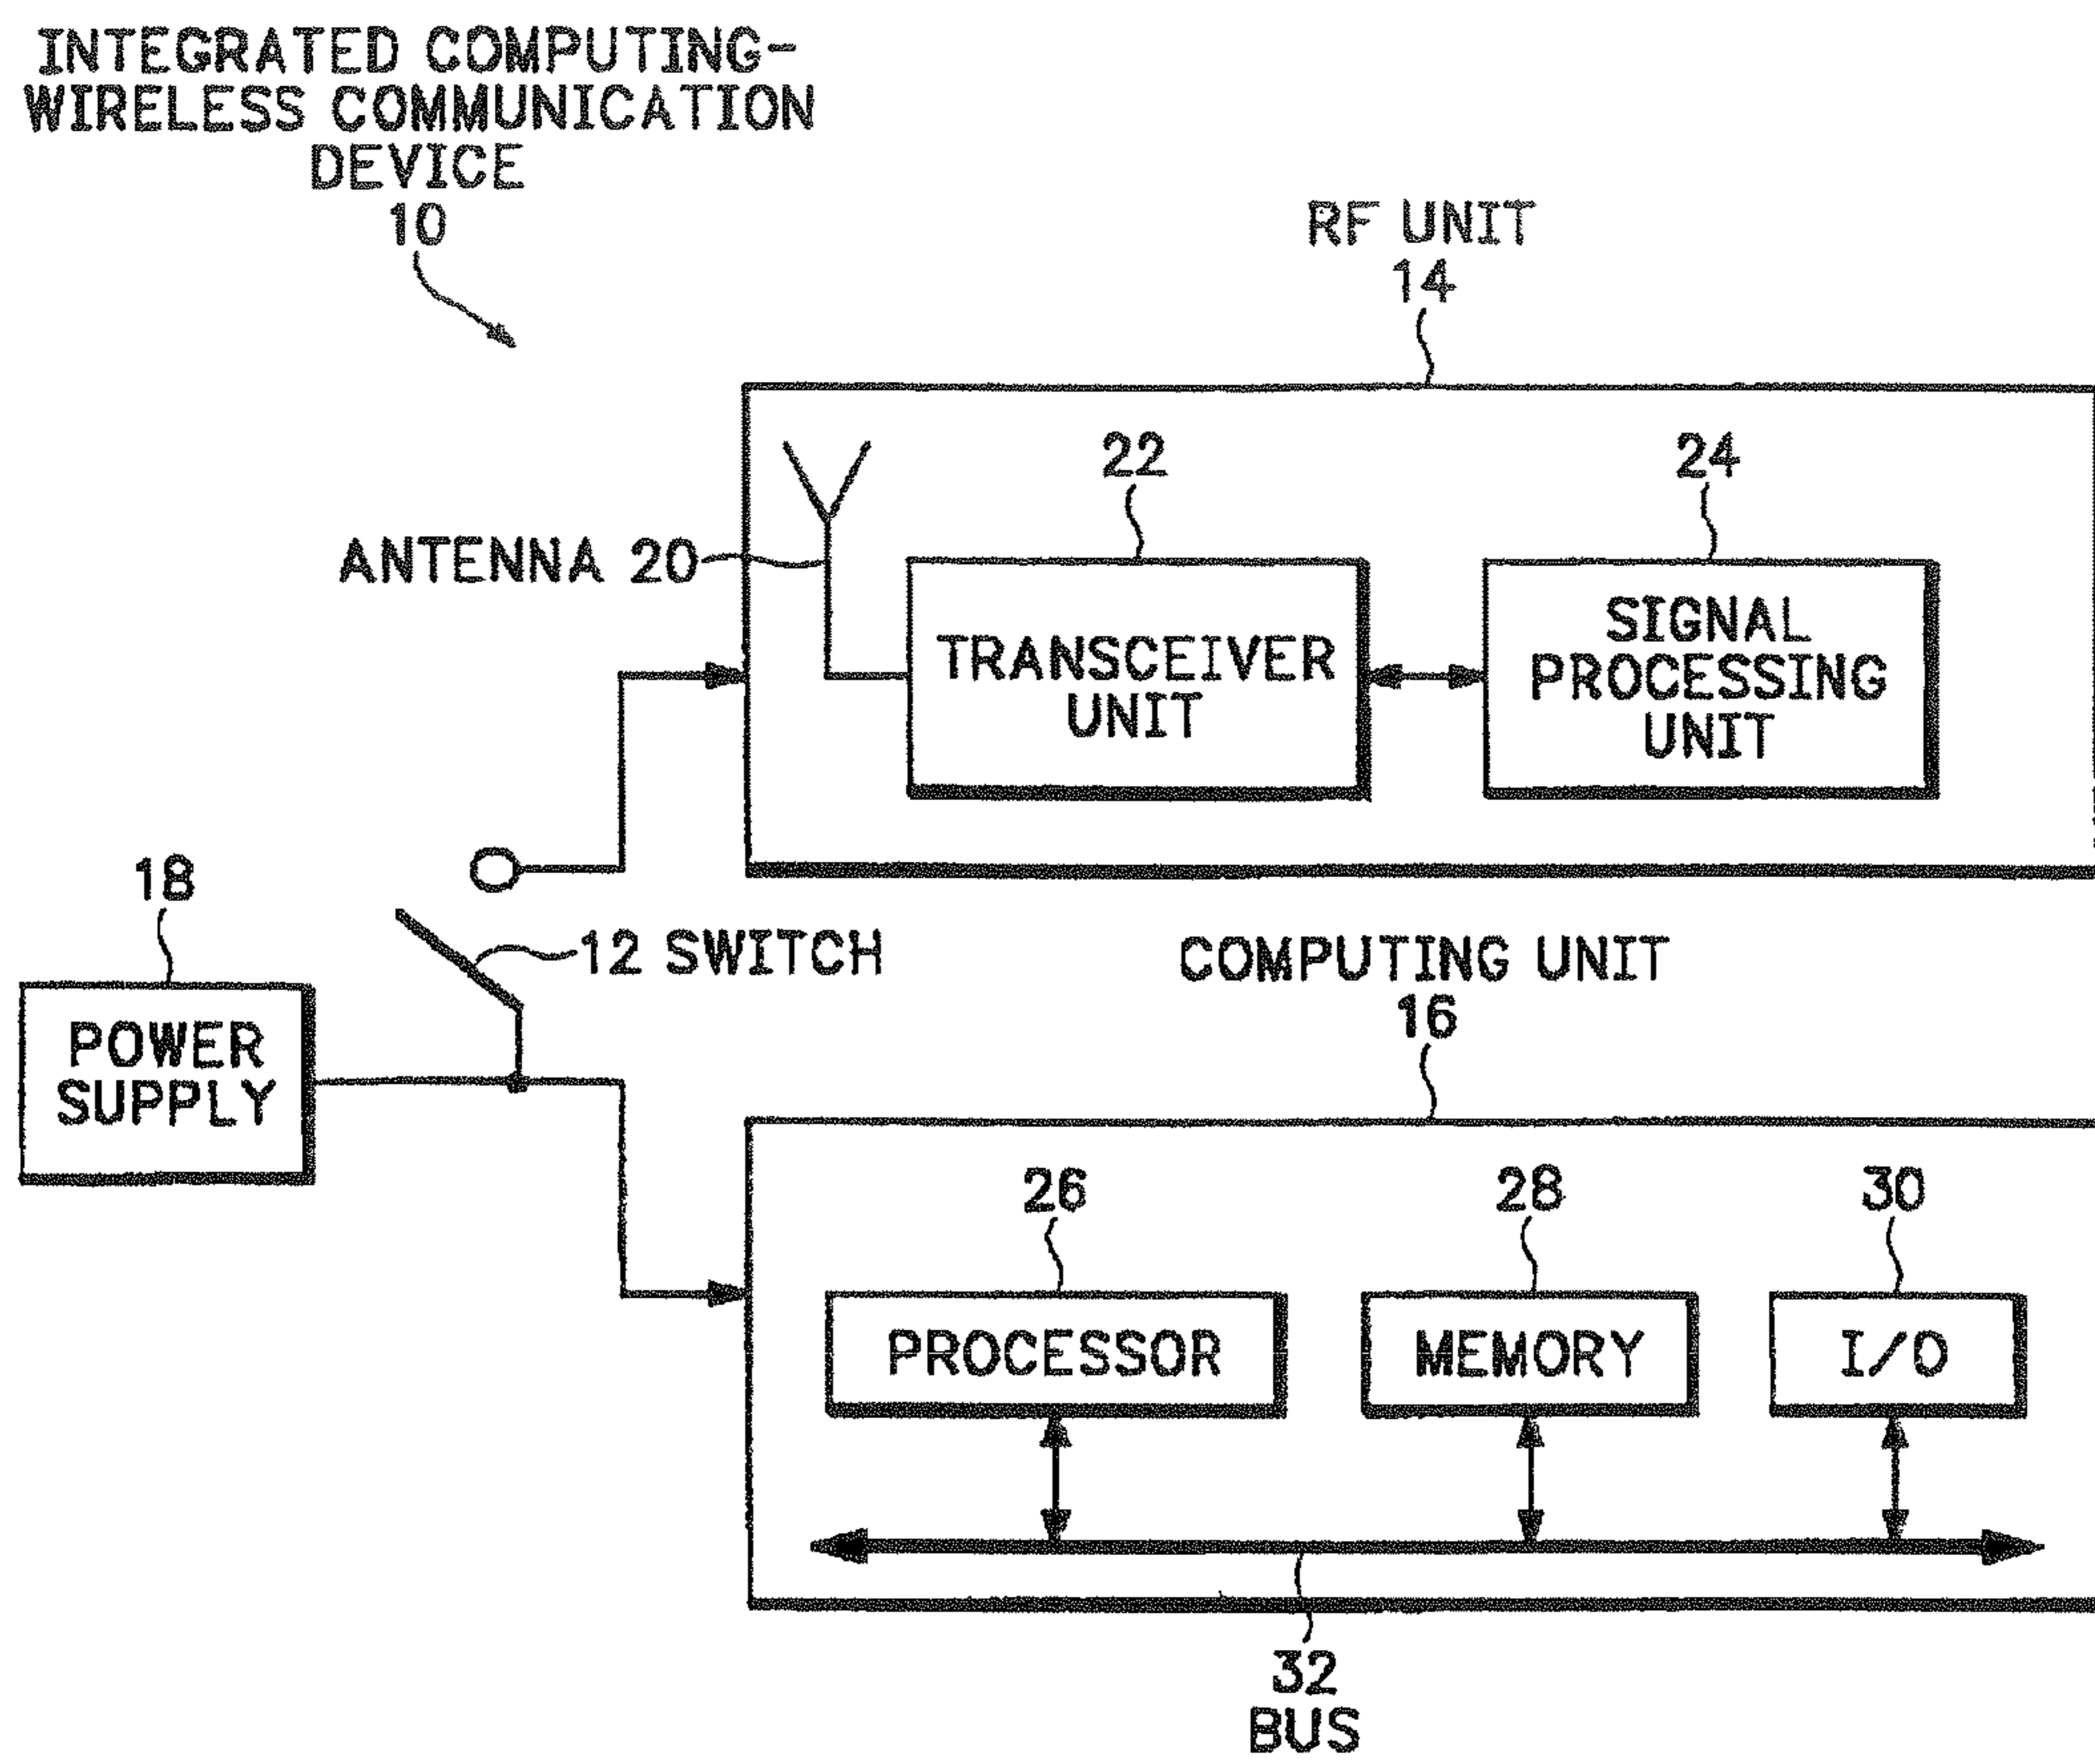 INTEGRATED COMPUTING-
WIRELESS COMMUNICATION
DEVICE
10
RF UNIT
14
22
24
ANTENNA 20
TRANSCEIVER
UNIT
SIGNAL
PROCESSING
UNIT
18
12 SWITCH
POWER
SUPPLY
COMPUTING UNIT
16
26
28
30
PROCESSOR
MEMORY
I/O
32
BUS